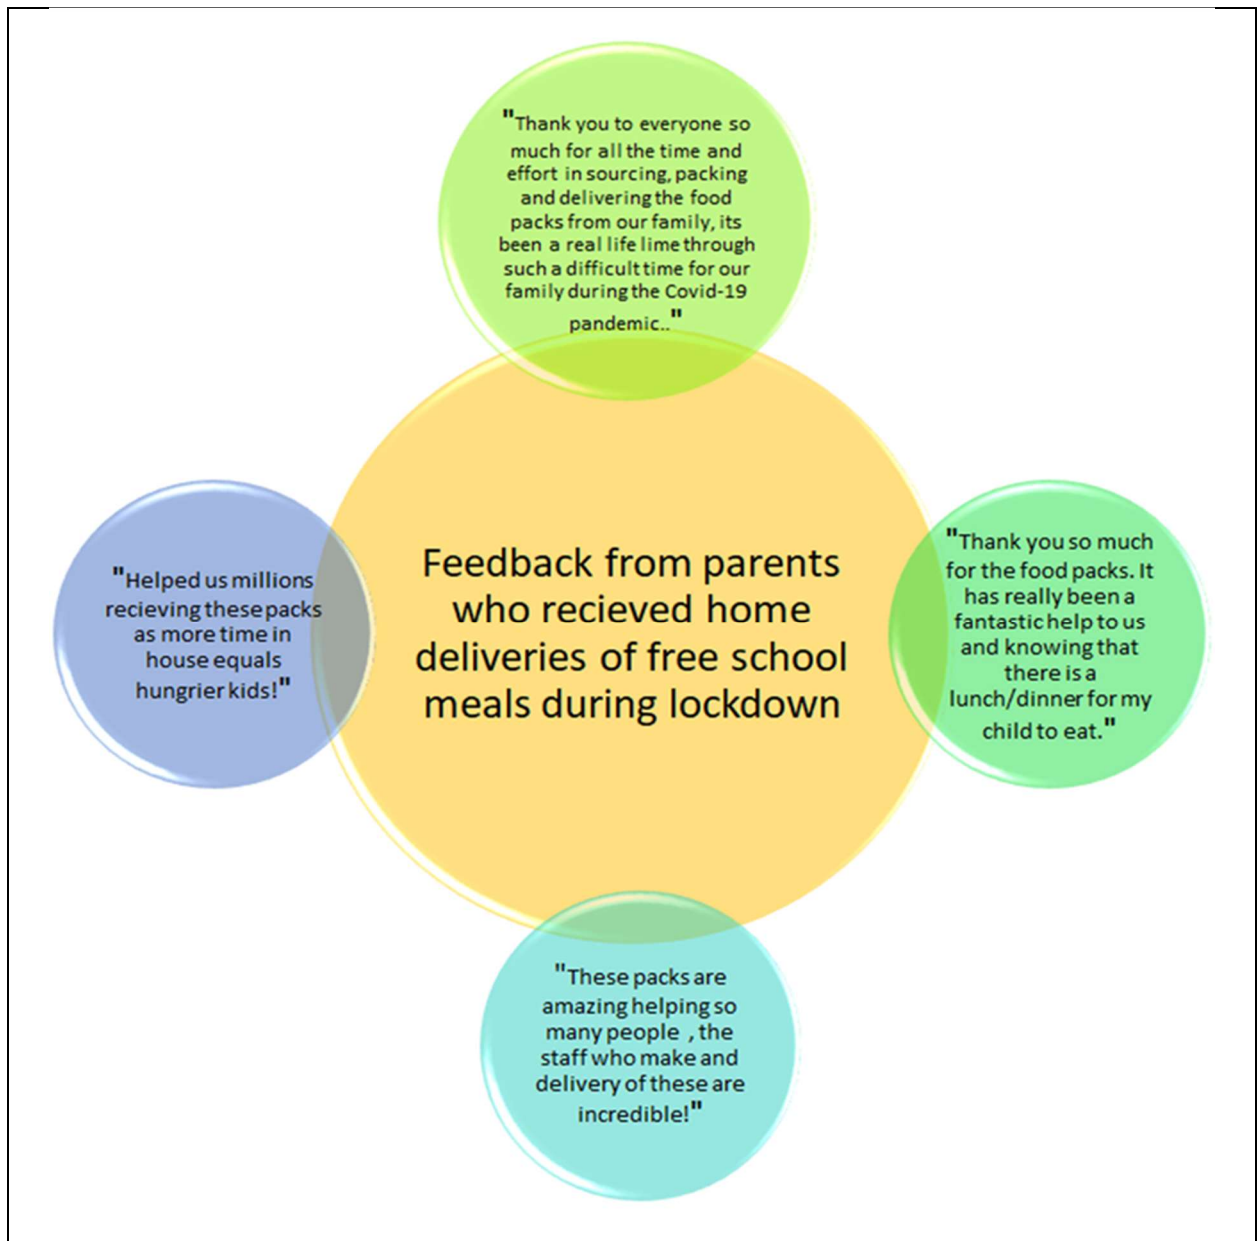 "Thank you to everyone so
much for all the time and
effort in sourcing, packing
and delivering the food
packs from our family, its
been a real life lime through
such a difficult time for our
family during the Covid-19
pandemic.."
"Helped us millions
recieving these packs
as more time in
house equals
hungrier kids!"
Feedback from parents
who recieved home
deliveries of free school
meals during lockdown
"Thank you so much
for the food packs. It
has really been a
fantastic help to us
and knowing that
there is a
lunch/dinner for my
child to eat."
"These packs are
amazing helping so
many people , the
staff who make and
delivery of these are
incredible!"